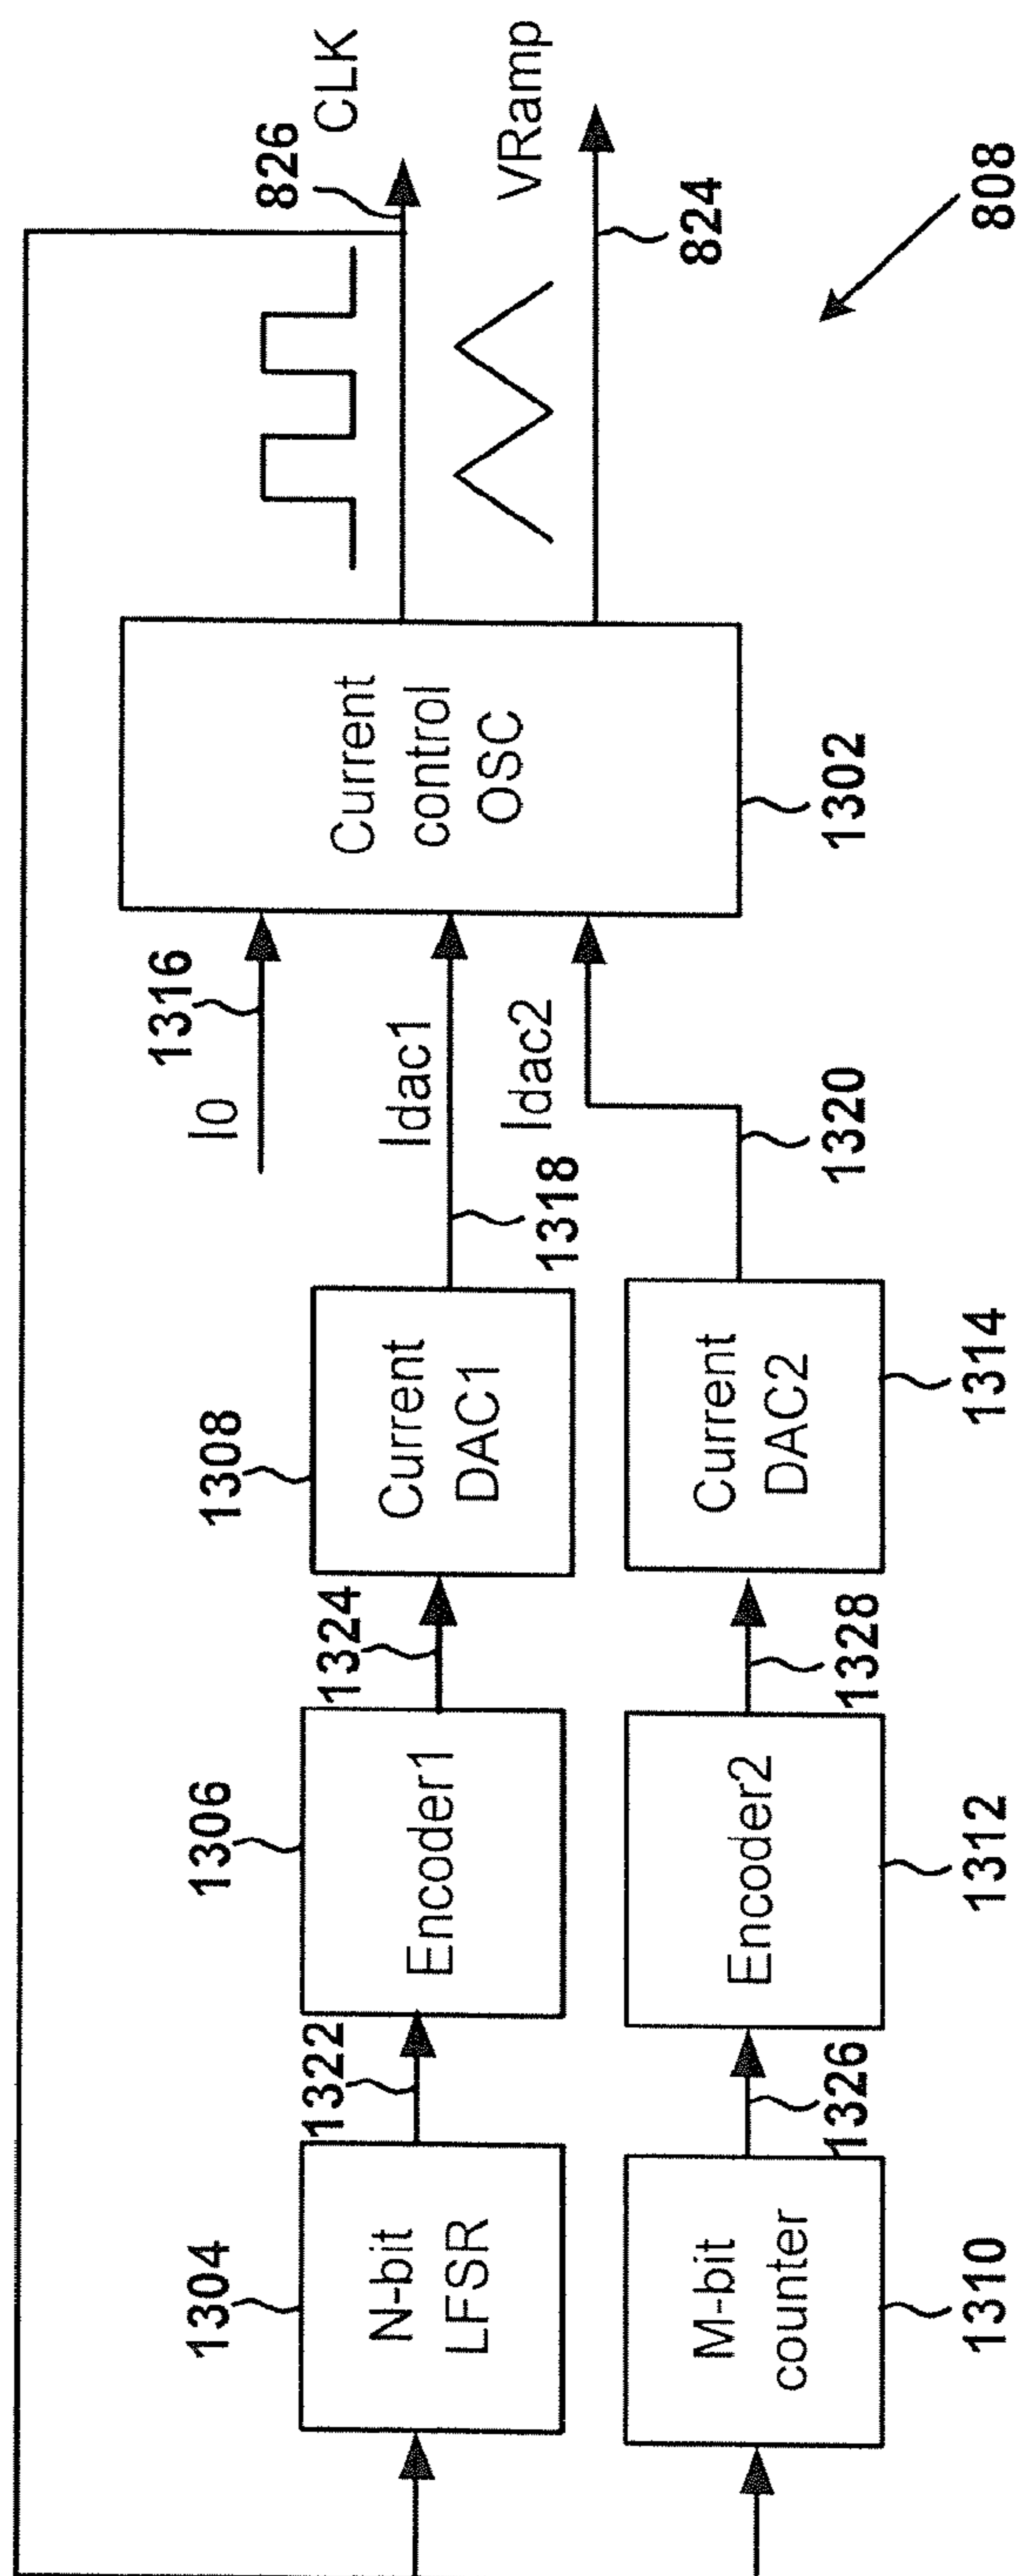 CLK
826
VRamp
824
808
Current
control
OSC
1302
1316
I0
Idac1
1318
Idac2
1320
1308
Current
DAC1
Current
DAC2
1314
1324
1328
1306
Encoder1
Encoder2
1312
1322
1326
1304
N-bit
LFSR
M-bit
counter
1310